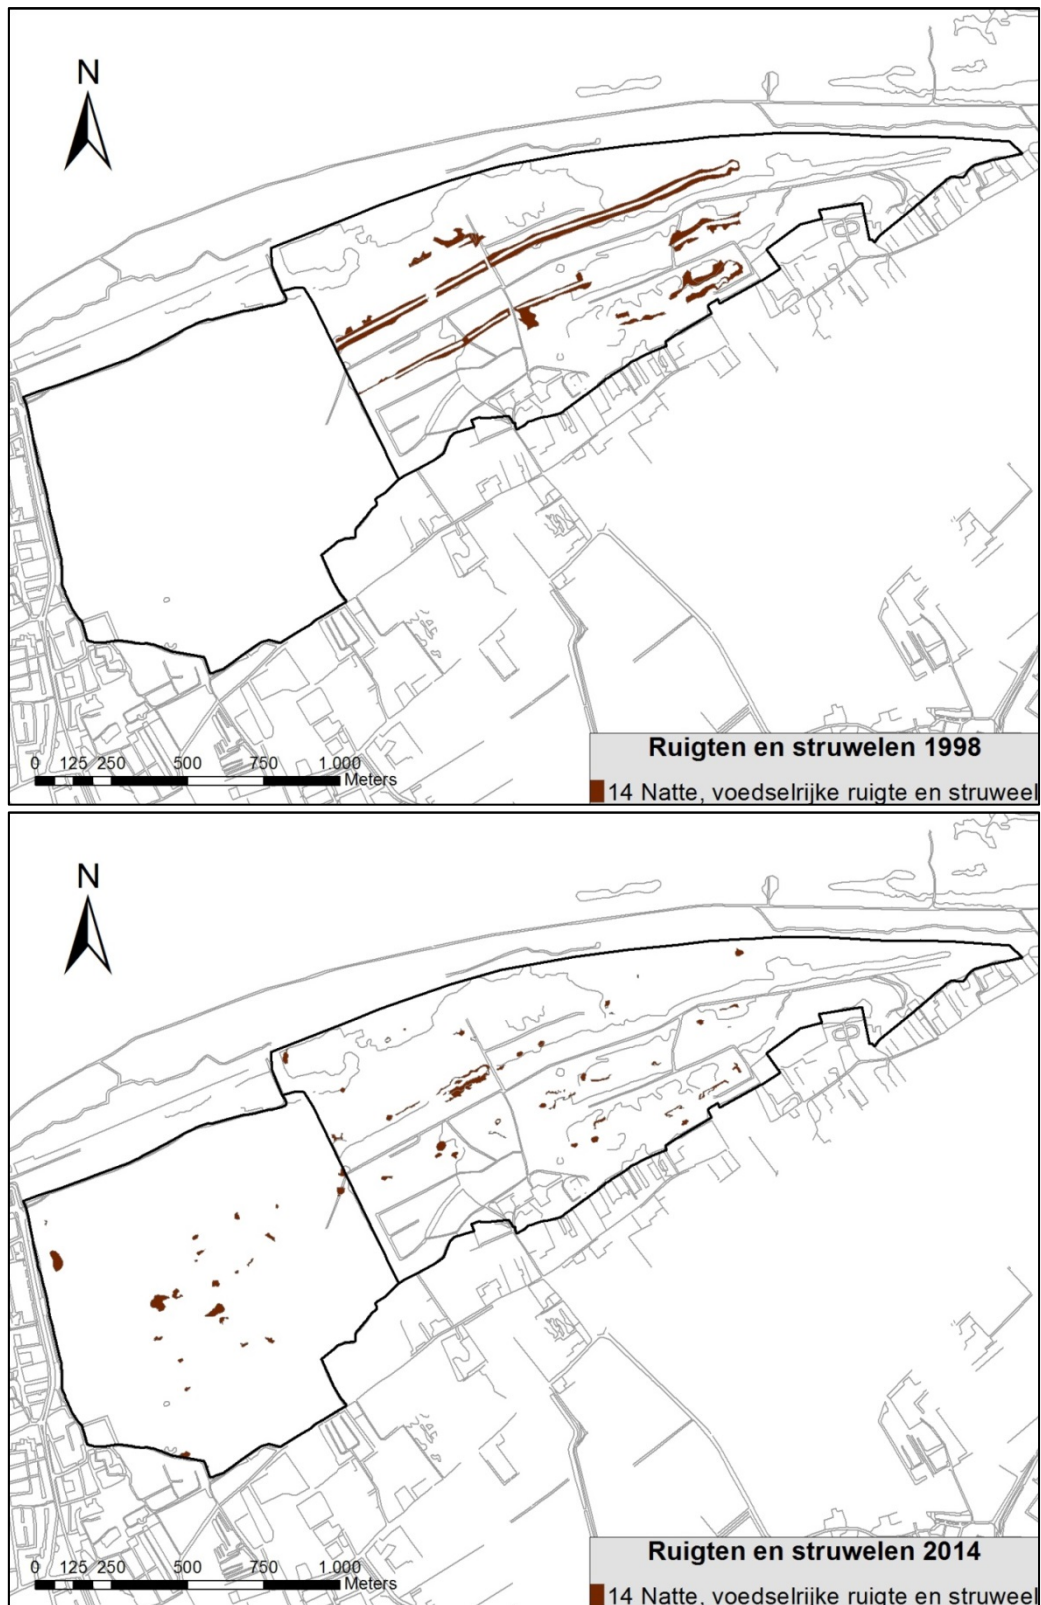 N
Ruigten en struwelen 1998
0 125 250 500 750 1.000
Meters
14 Natte, voedselrijke ruigte en struweel
N
Ruigten en struwelen 2014
0 125 250 500 750 1.000
Meters
14 Natte, voedselrijke ruigte en struweel